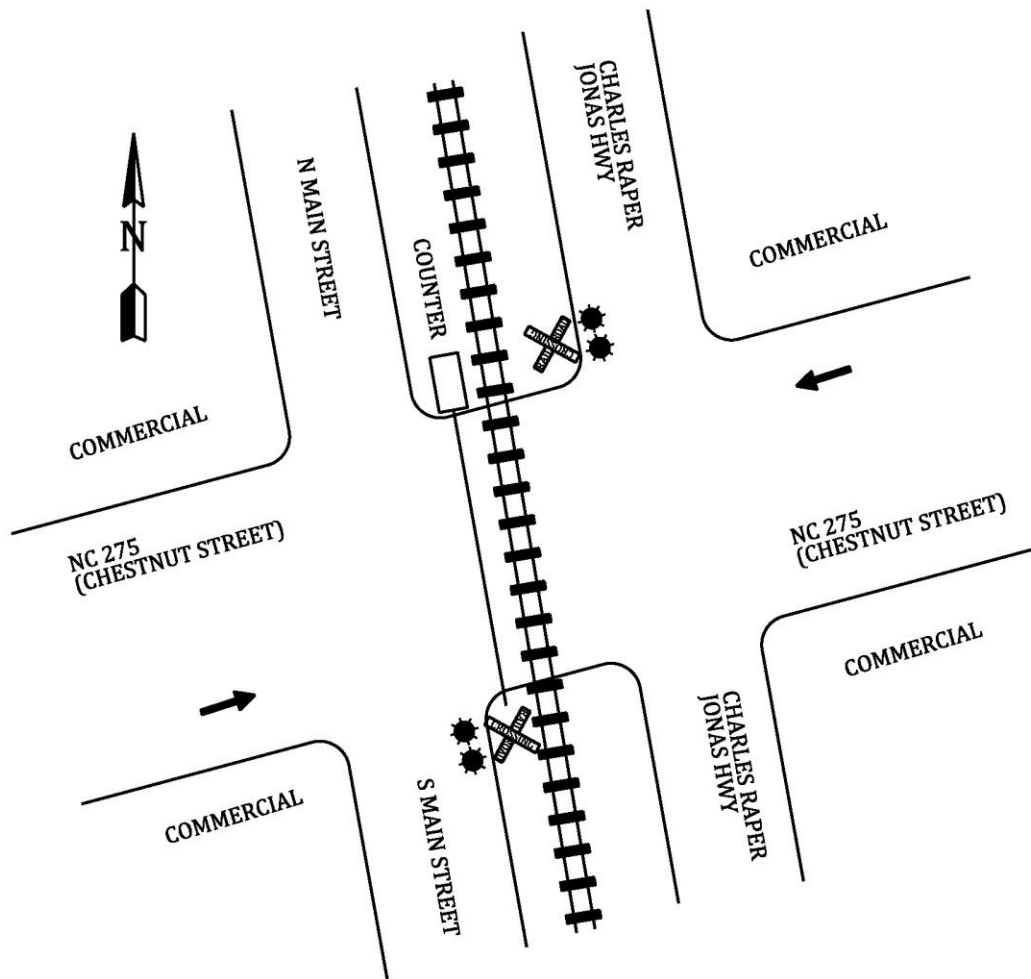 CHARLES RAPER
JONAS HWY
N MAIN STREET
COUNTER
COMMERCIAL
N
RAILROAD
CROSSING
COMMERCIAL
NC 275
(CHESTNUT STREET)
NC 275
(CHESTNUT STREET)
COMMERCIAL
RAILROAD
CROSSING
CHARLES RAPER
JONAS HWY
S MAIN STREET
COMMERCIAL